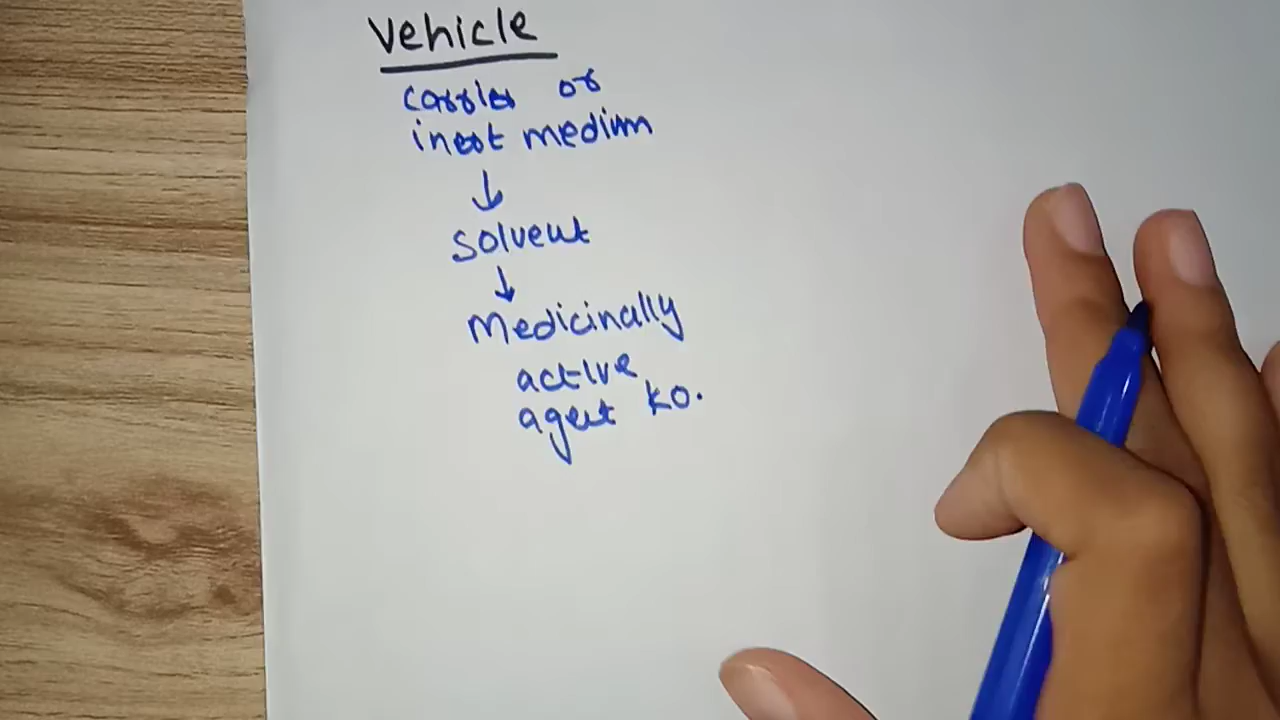 Vehicle
carrier or
inert medium
↓
solvent
↓
Medicinally
active
agent ko.